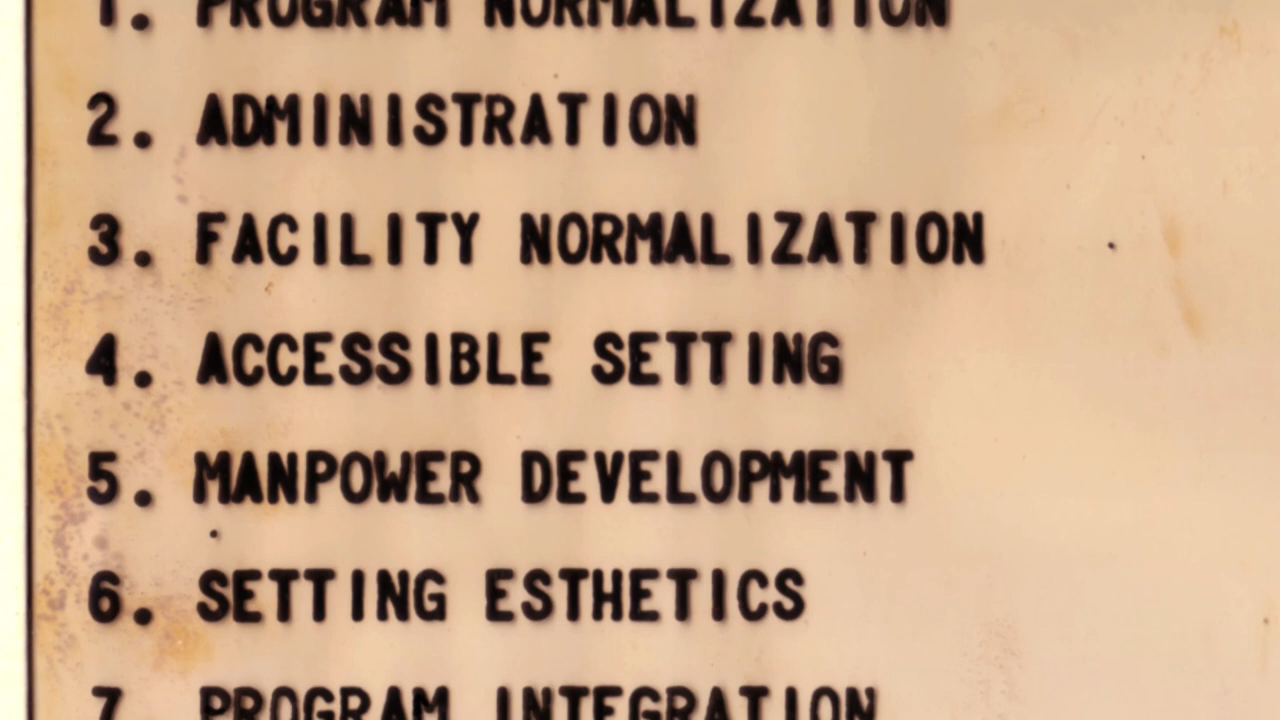 1. PROGRAM NORMALIZATION
2. ADMINISTRATION
3. FACILITY NORMALIZATION
4. ACCESSIBLE SETTING
5. MANPOWER DEVELOPMENT
6. SETTING ESTHETICS
7. PROGRAM INTEGRATION